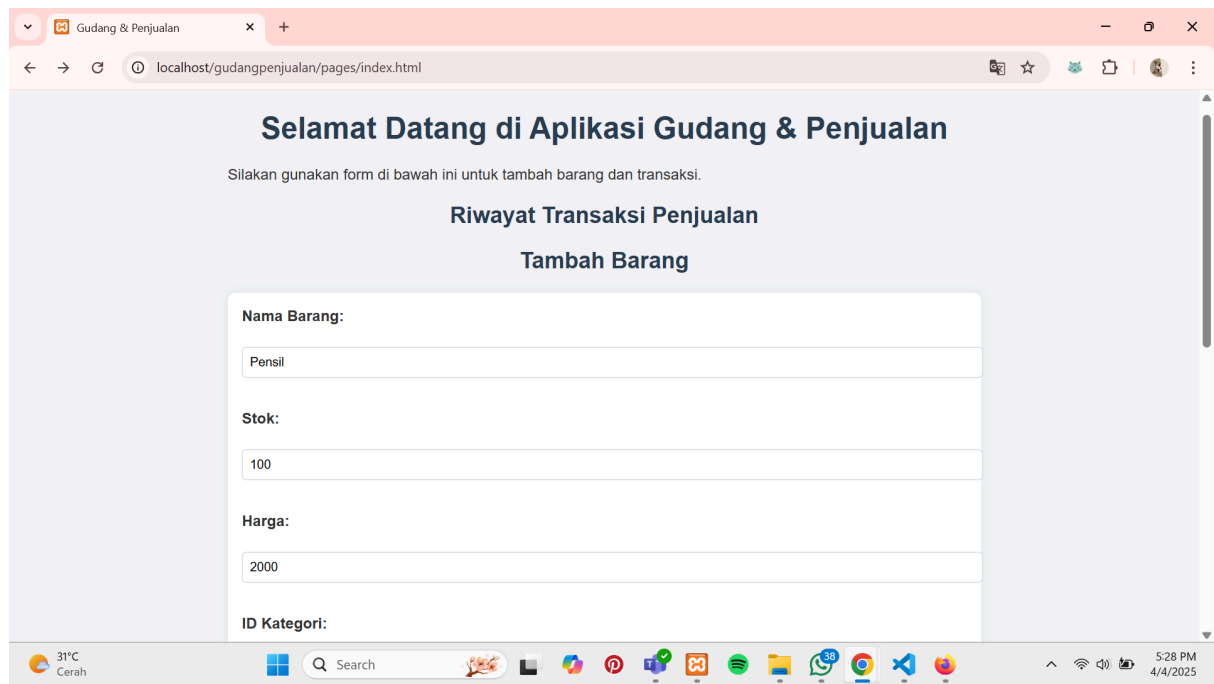 Gudang & Penjualan
localhost/gudangpenjualan/pages/index.html
Selamat Datang di Aplikasi Gudang & Penjualan
Silakan gunakan form di bawah ini untuk tambah barang dan transaksi.
Riwayat Transaksi Penjualan
Tambah Barang
Nama Barang:
Pensil
Stok:
100
Harga:
2000
ID Kategori:
31°C
Cerah
Search
38
5:28 PM
4/4/2025